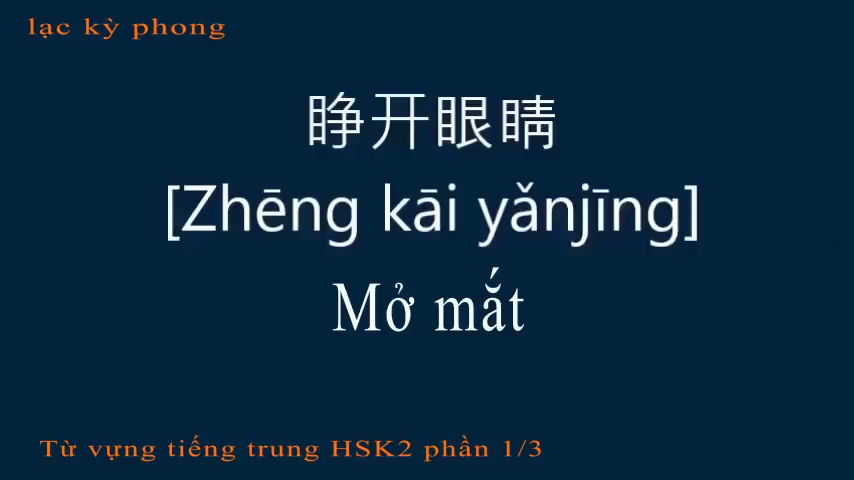 lạc kỳ phong
睁开眼睛
[Zhēng kāi yǎnjīng]
Mở mắt
Từ vựng tiếng trung HSK2 phần 1/3